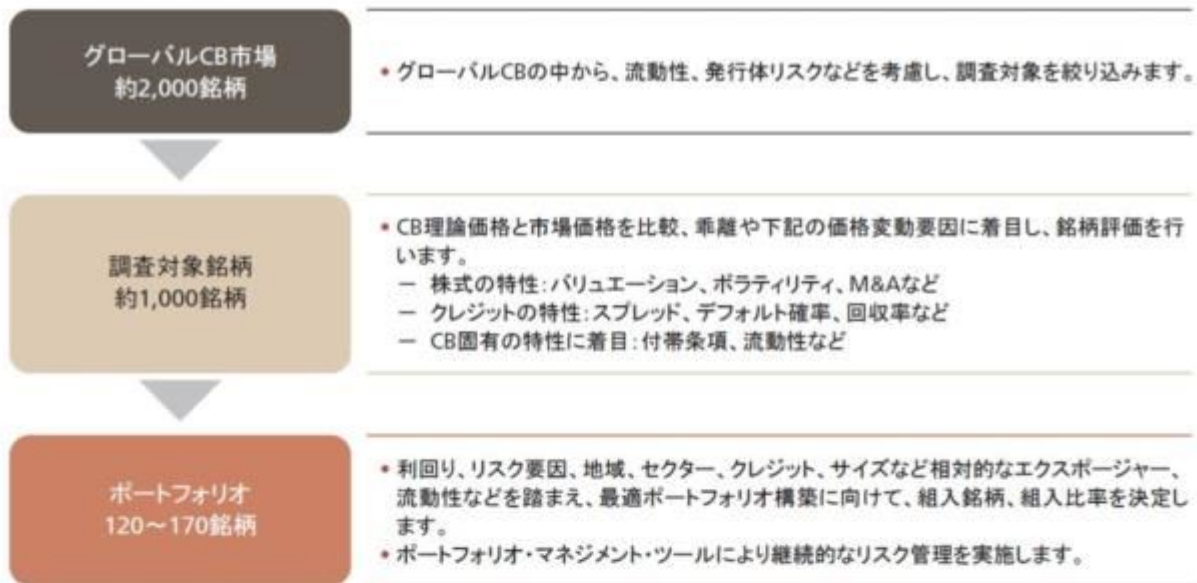 グローバルCB市場
約2,000銘柄
• グローバルCBの中から、流動性、発行体リスクなどを考慮し、調査対象を絞り込みます。
調査対象銘柄
約1,000銘柄
• CB理論価格と市場価格を比較、乖離や下記の価格変動要因に着目し、銘柄評価を行
います。
－ 株式の特性：バリュエーション、ボラティリティ、M&Aなど
－ クレジットの特性：スプレッド、デフォルト確率、回収率など
－ CB固有の特性に着目：付帯条項、流動性など
ポートフォリオ
120～170銘柄
• 利回り、リスク要因、地域、セクター、クレジット、サイズなど相対的なエクスポージャー、
流動性などを踏まえ、最適ポートフォリオ構築に向けて、組入銘柄、組入比率を決定し
ます。
• ポートフォリオ・マネジメント・ツールにより継続的なリスク管理を実施します。